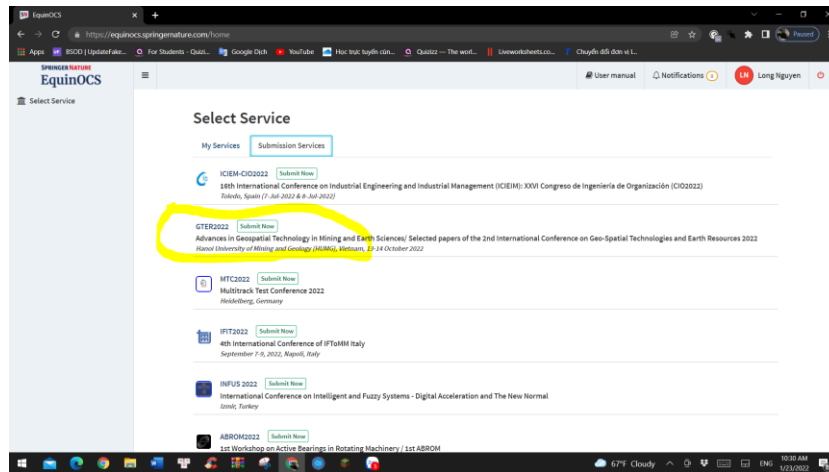 EquinOCS
https://equinocs.springernature.com/home
Paused
Apps
BSDD | UpdateFake...
For Students - Quizi...
Google Dịch
YouTube
Học trực tuyến cùn...
Quizizz — The worl...
Liveworksheets.co...
Chuyển đổi đơn vị t...
SPRINGER NATURE
EquinOCS
User manual
Notifications
LN
Long Nguyen
Select Service
Select Service
My Services
Submission Services
ICIEM-CIO2022 Submit Now
16th International Conference on Industrial Engineering and Industrial Management (ICIEIM): XXVI Congreso de Ingeniería de Organización (CIO2022)
Toledo, Spain (7-Jul-2022 & 8-Jul-2022)
GTER2022 Submit Now
Advances in Geospatial Technology in Mining and Earth Sciences/ Selected papers of the 2nd International Conference on Geo-Spatial Technologies and Earth Resources 2022
Hanoi University of Mining and Geology (HUMG), Vietnam, 13-14 October 2022
MTC2022 Submit Now
Multitrack Test Conference 2022
Heidelberg, Germany
IFIT2022 Submit Now
4th International Conference of IFToMM Italy
September 7-9, 2022, Napoli, Italy
INFUS 2022 Submit Now
International Conference on Intelligent and Fuzzy Systems - Digital Acceleration and The New Normal
Izmir, Turkey
ABROM2022 Submit Now
1st Workshop on Active Bearings in Rotating Machinery / 1st ABROM
67°F Cloudy
ENG
10:30 AM
1/23/2022